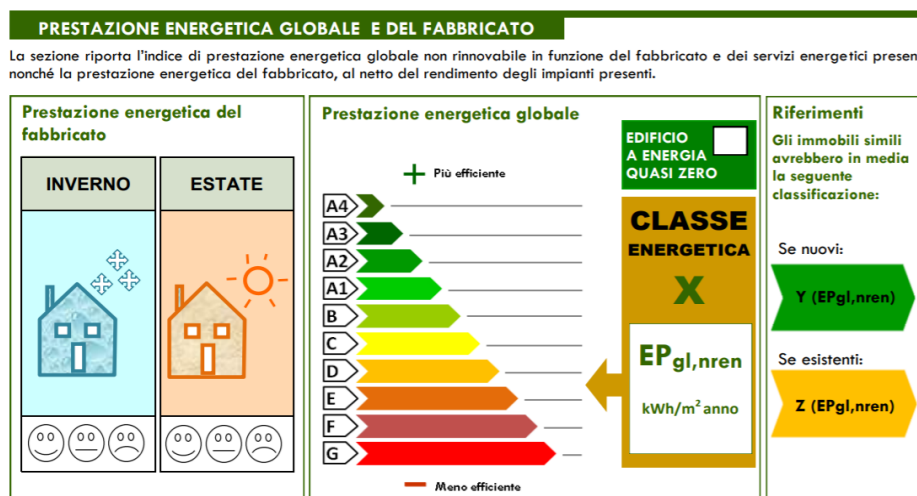 PRESTAZIONE ENERGETICA GLOBALE E DEL FABBRICATO
La sezione riporta l'indice di prestazione energetica globale non rinnovabile in funzione del fabbricato e dei servizi energetici presen
nonché la prestazione energetica del fabbricato, al netto del rendimento degli impianti presenti.
Prestazione energetica del
fabbricato
INVERNO
ESTATE
Prestazione energetica globale
+ Più efficiente
A4
A3
A2
A1
B
C
D
E
F
G
— Meno efficiente
EDIFICIO
A ENERGIA
QUASI ZERO
CLASSE
ENERGETICA
X
EPgl,nren
kWh/m² anno
Riferimenti
Gli immobili simili
avrebbero in media
la seguente
classificazione:
Se nuovi:
Y (EPgl,nren)
Se esistenti:
Z (EPgl,nren)